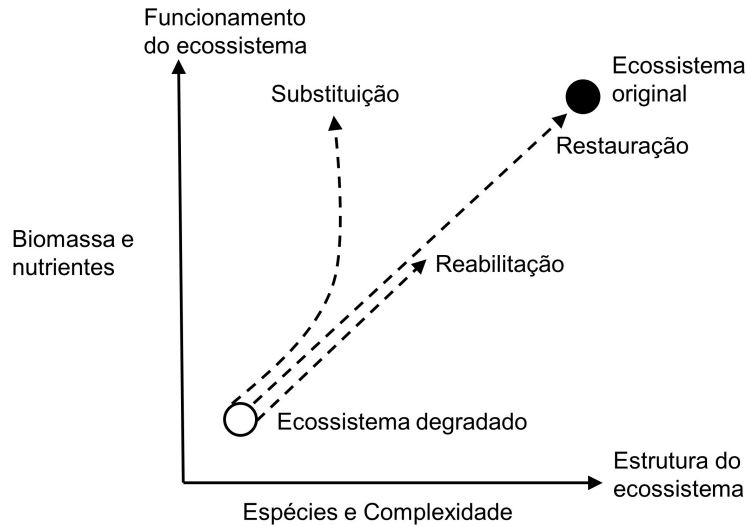 Funcionamento
do ecossistema
Substituição
Ecossistema
original
Restauração
Biomassa e
nutrientes
Reabilitação
Ecossistema degradado
Estrutura do
ecossistema
Espécies e Complexidade